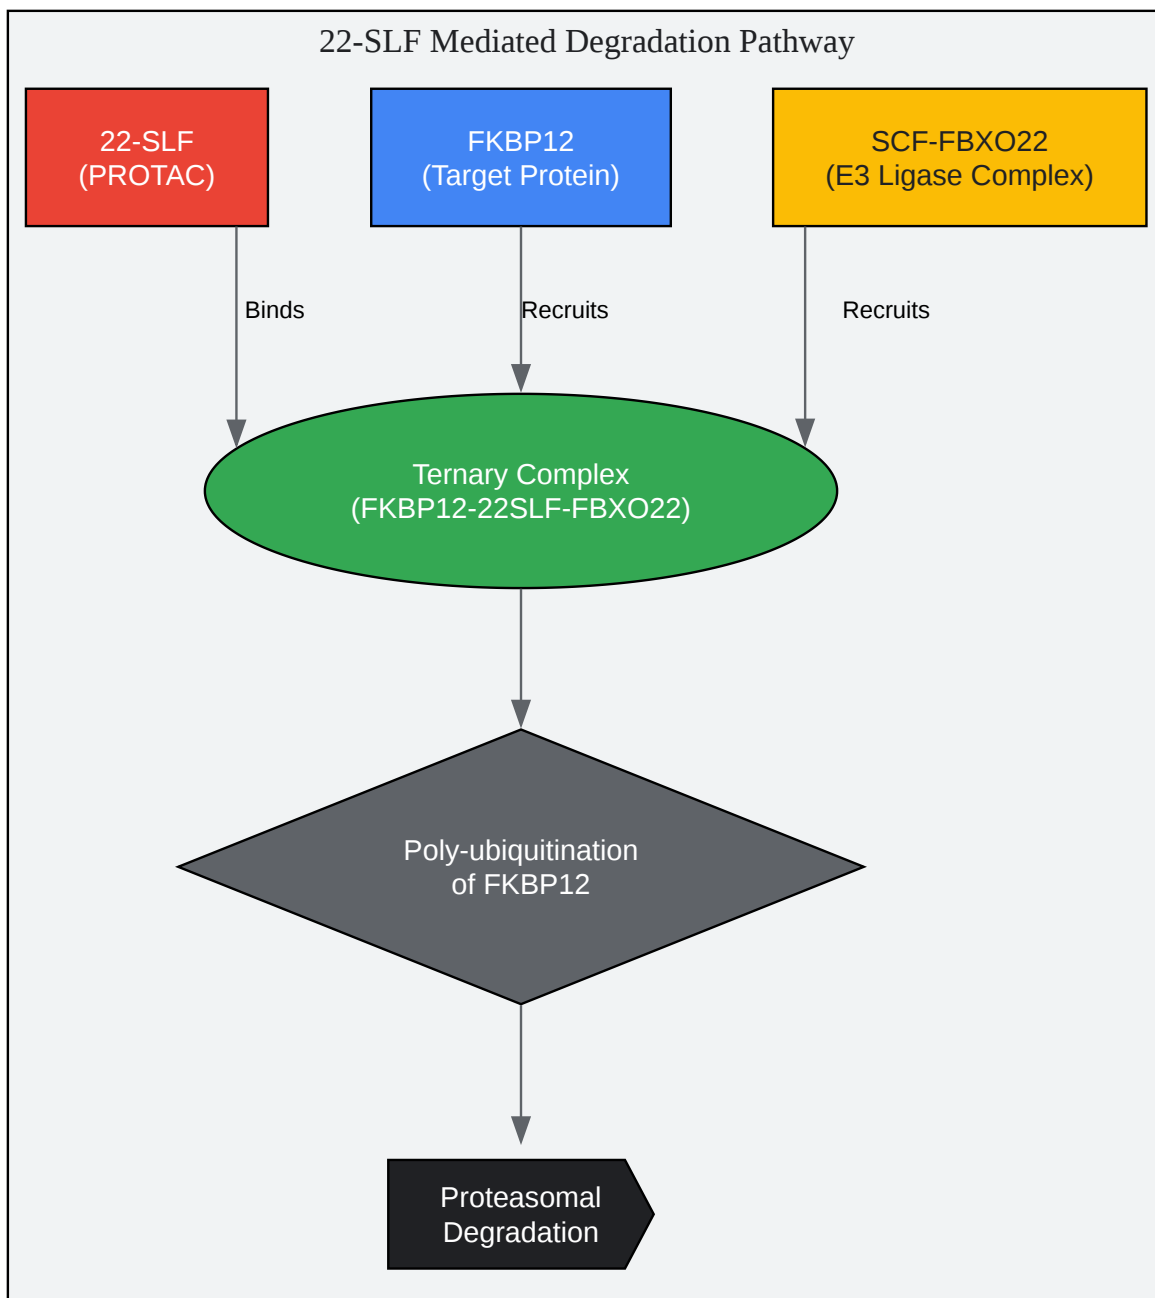 22-SLF Mediated Degradation Pathway
22-SLF
(PROTAC)
FKBP12
(Target Protein)
SCF-FBXO22
(E3 Ligase Complex)
Binds
Recruits
Recruits
Ternary Complex
(FKBP12-22SLF-FBXO22)
Poly-ubiquitination
of FKBP12
Proteasomal
Degradation